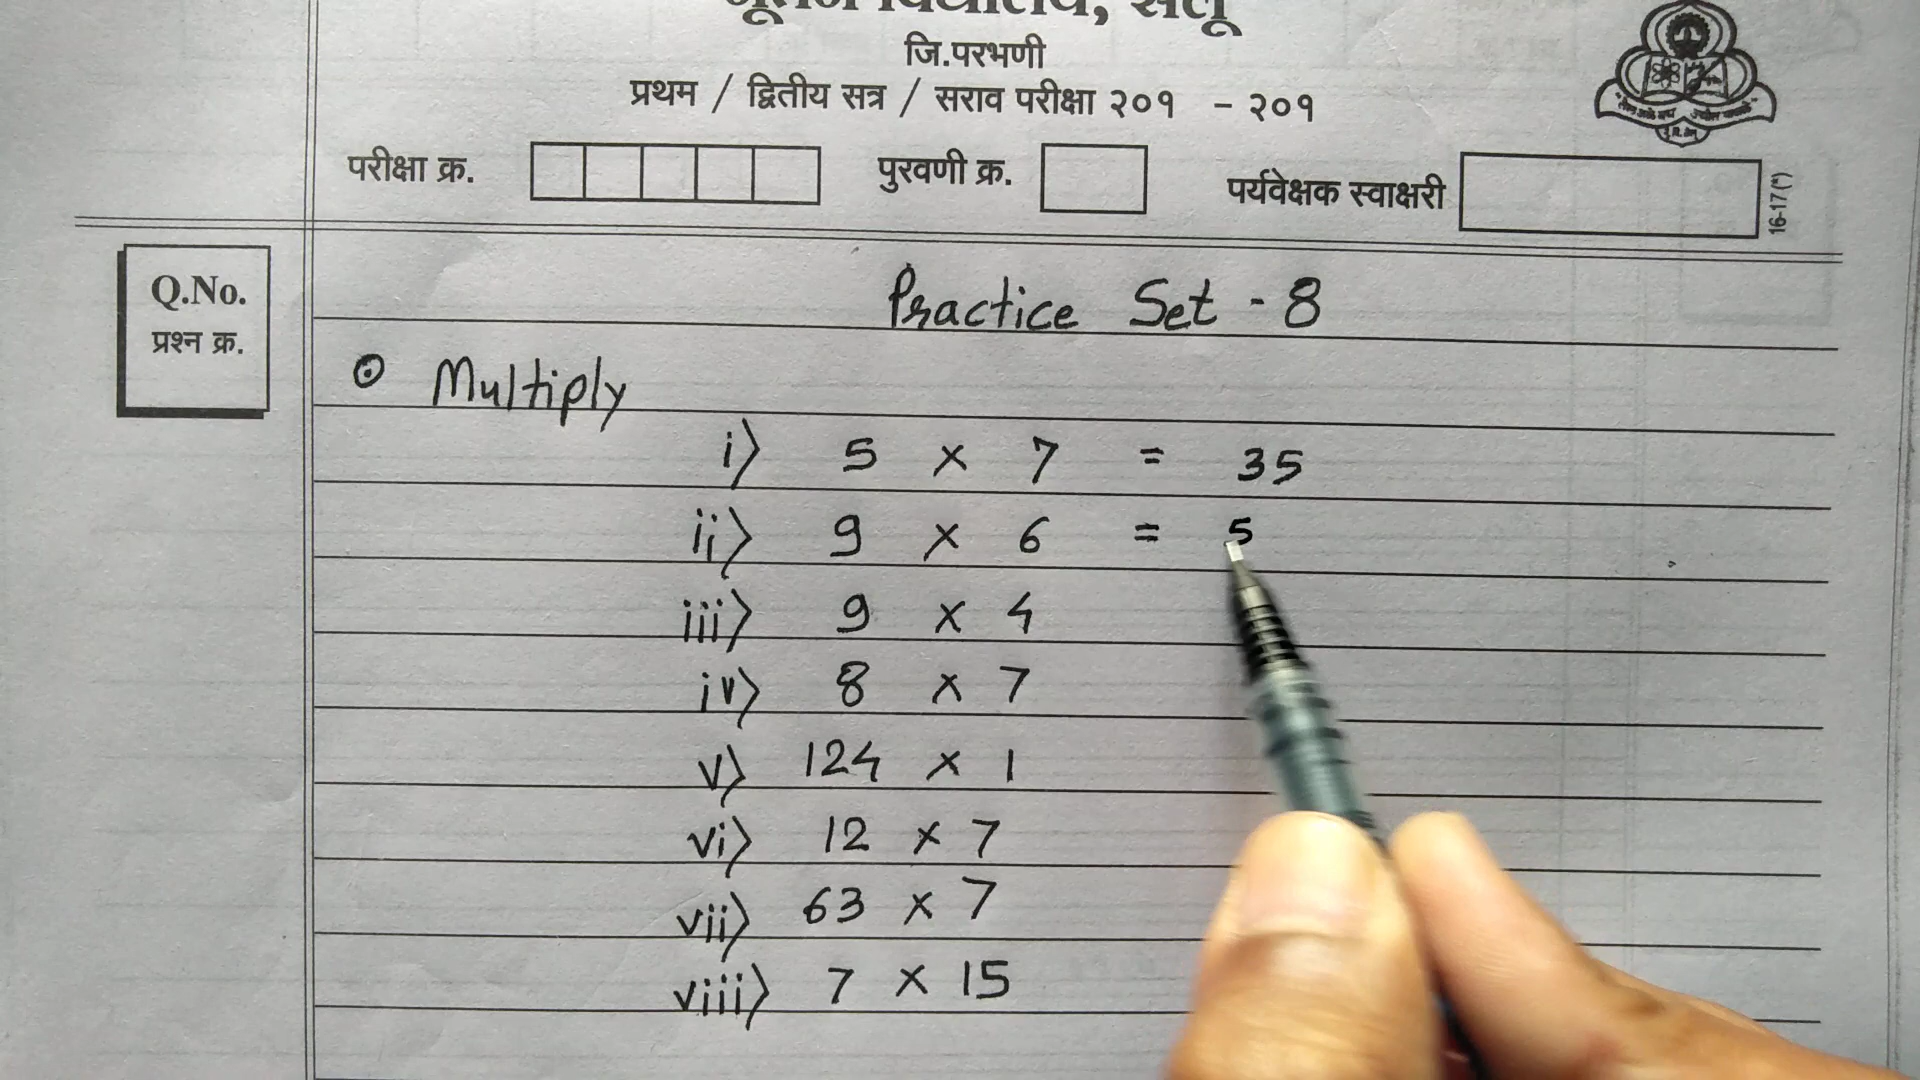 नूतन विद्यालय, सेलू
जि.परभणी
प्रथम / द्वितीय सत्र / सराव परीक्षा २०१ - २०१
परीक्षा क्र. पुरवणी क्र. पर्यवेक्षक स्वाक्षरी
16-17(*)
Q.No.
प्रश्न क्र.
Practice Set - 8
Multiply
i) 5 × 7 = 35
ii) 9 × 6 = 5
iii) 9 × 4
iv) 8 × 7
v) 124 × 1
vi) 12 × 7
vii) 63 × 7
viii) 7 × 15